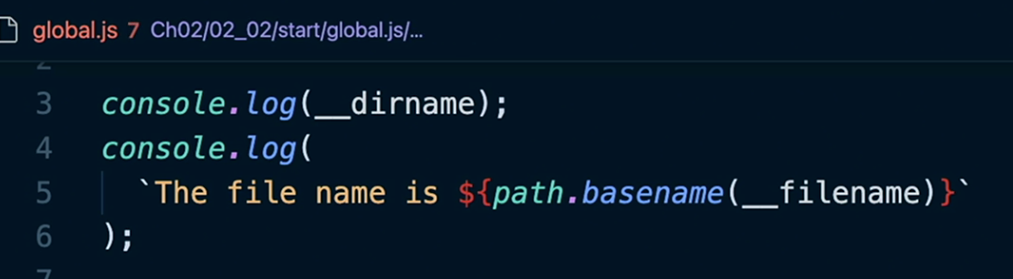 global.js 7 Ch02/02_02/start/global.js/...
3 console.log(__dirname);
4 console.log(
5 `The file name is ${path.basename(__filename)}`
6 );